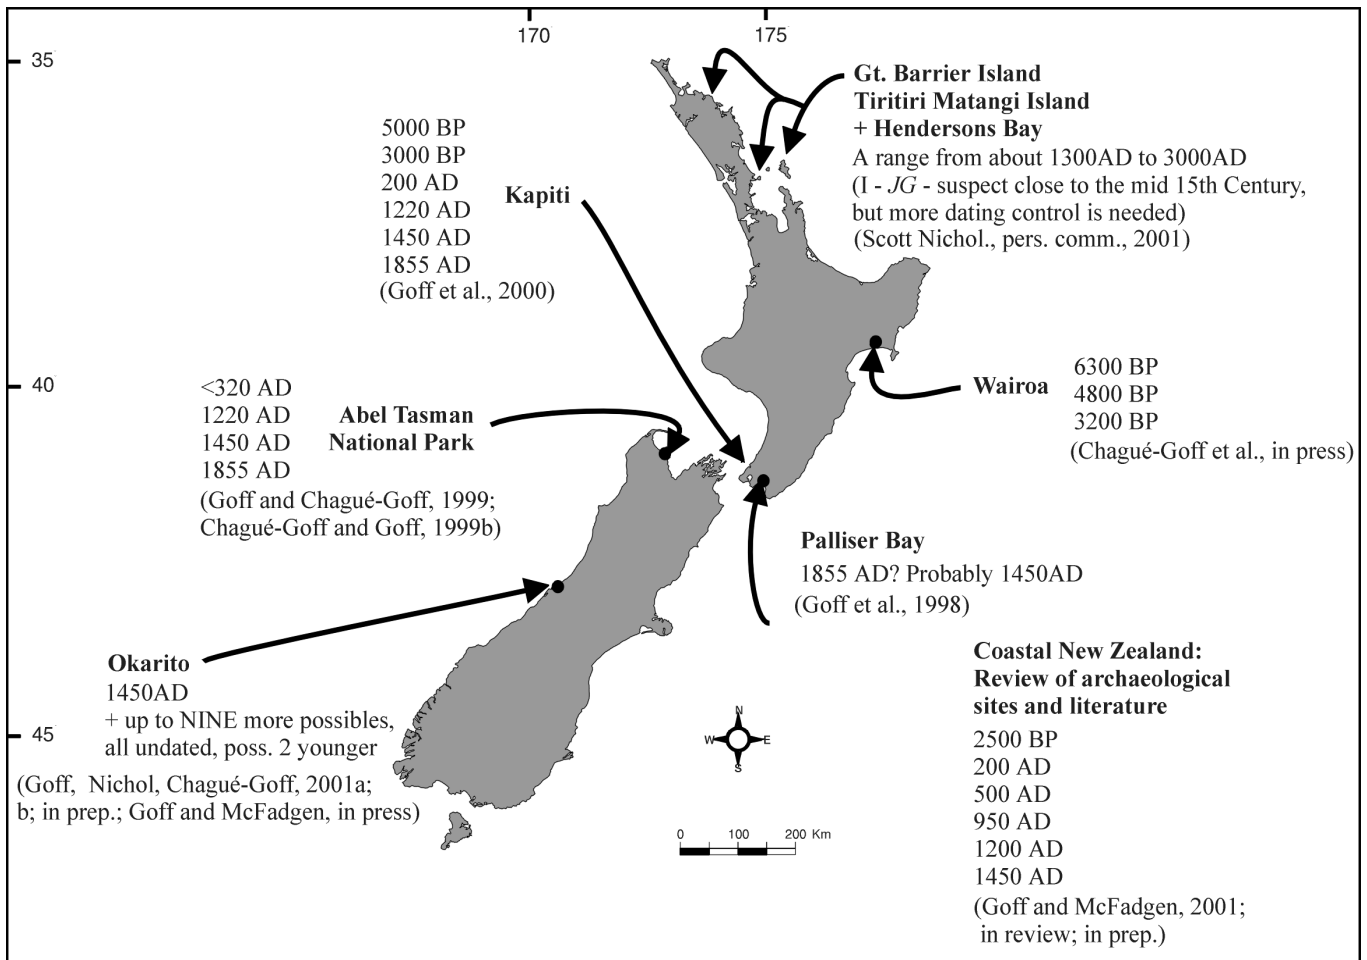 170
175
35
Gt. Barrier Island
Tiritiri Matangi Island
+ Hendersons Bay
A range from about 1300AD to 3000AD
(I - JG - suspect close to the mid 15th Century,
but more dating control is needed)
(Scott Nichol., pers. comm., 2001)
5000 BP
3000 BP
200 AD
1220 AD
1450 AD
1855 AD
(Goff et al., 2000)
Kapiti
40
<320 AD
1220 AD
1450 AD
1855 AD
(Goff and Chagué-Goff, 1999;
Chagué-Goff and Goff, 1999b)
Abel Tasman
National Park
Wairoa
6300 BP
4800 BP
3200 BP
(Chagué-Goff et al., in press)
Palliser Bay
1855 AD? Probably 1450AD
(Goff et al., 1998)
Okarito
1450AD
+ up to NINE more possibles,
all undated, poss. 2 younger
(Goff, Nichol, Chagué-Goff, 2001a;
b; in prep.; Goff and McFadgen, in press)
45
N
W E
S
0 100 200 Km
Coastal New Zealand:
Review of archaeological
sites and literature
2500 BP
200 AD
500 AD
950 AD
1200 AD
1450 AD
(Goff and McFadgen, 2001;
in review; in prep.)